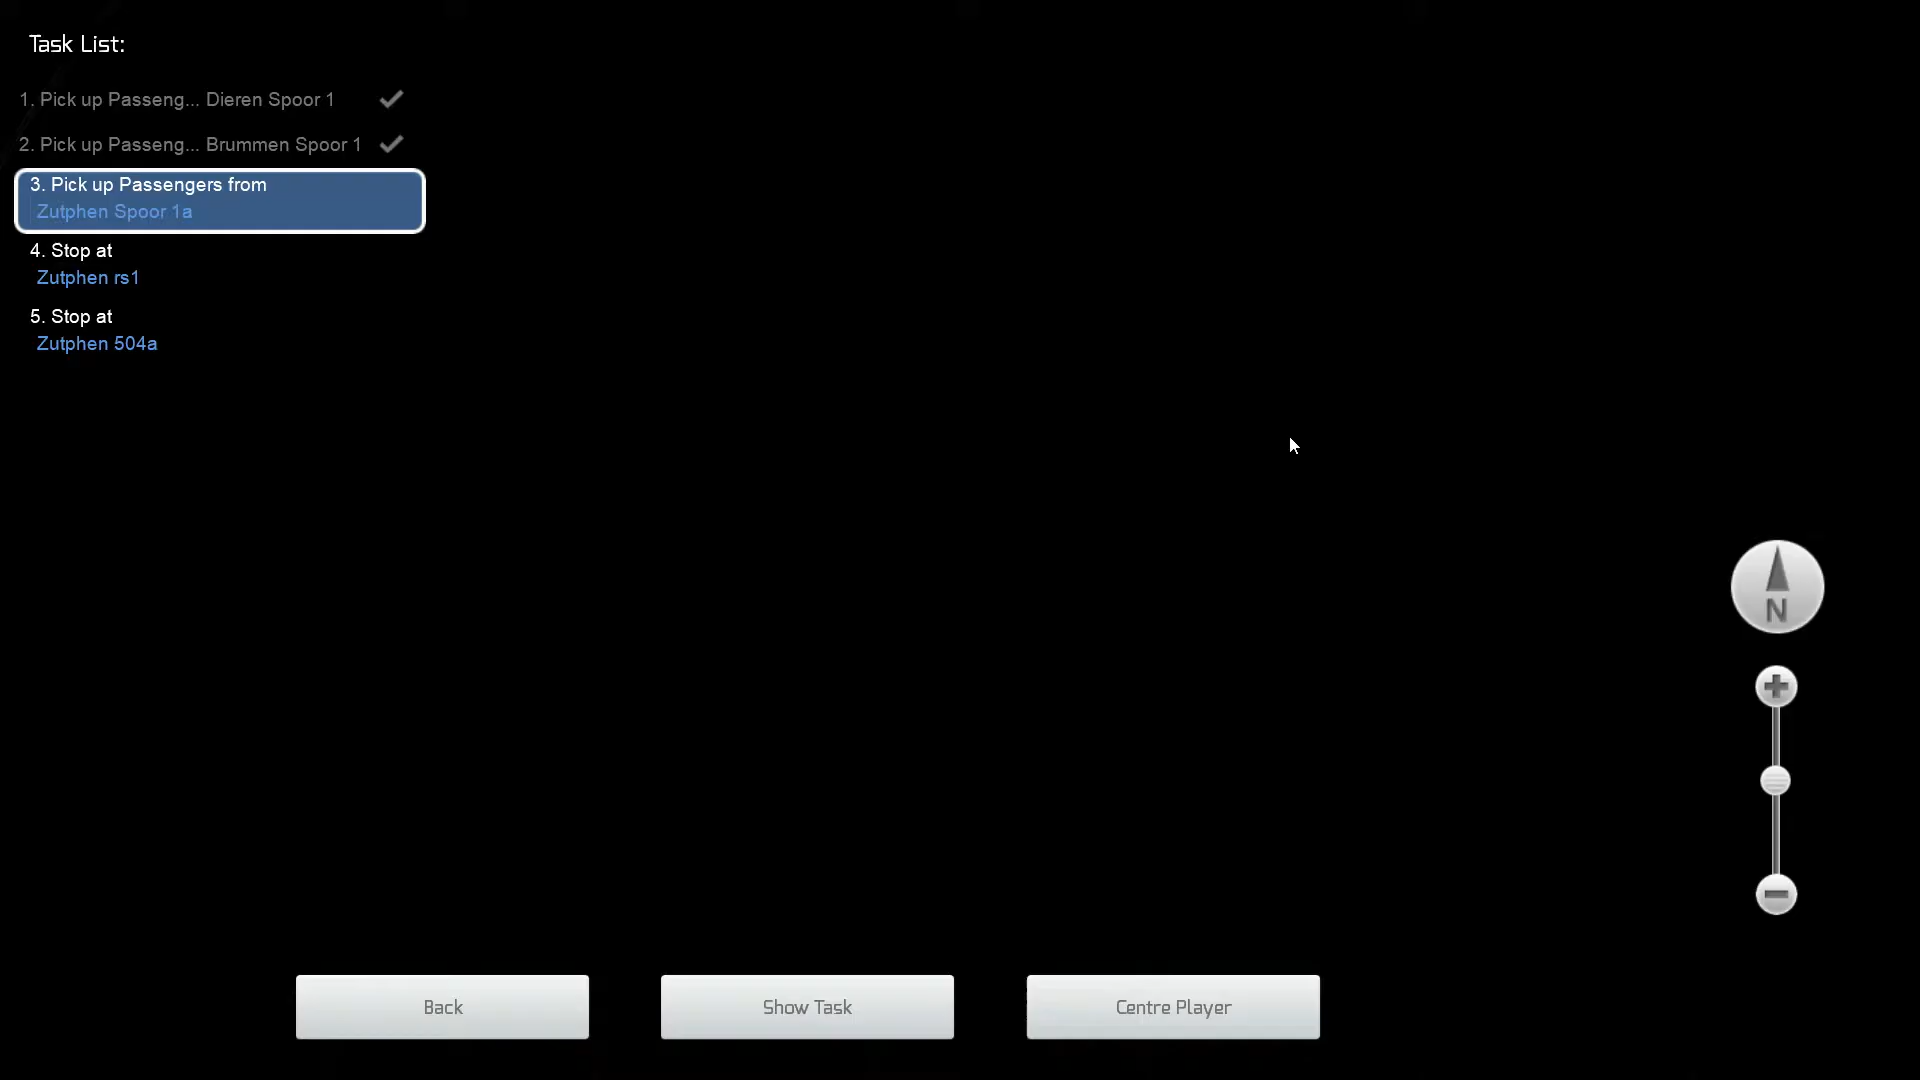 Task List:
1. Pick up Passeng... Dieren Spoor 1
2. Pick up Passeng... Brummen Spoor 1
3. Pick up Passengers from
Zutphen Spoor 1a
4. Stop at
Zutphen rs1
5. Stop at
Zutphen 504a
N
Back
Show Task
Centre Player